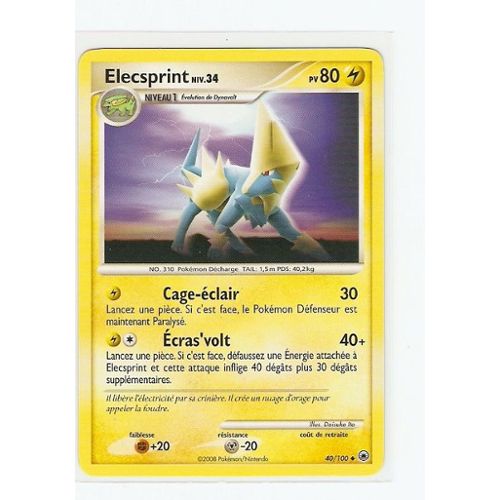 Elecsprint NIV.34
PV 80
NIVEAU 1 Évolution de Dynavolt
NO. 310 Pokémon Décharge TAIL: 1,5m PDS: 40,2kg
Cage-éclair 30
Lancez une pièce. Si c'est face, le Pokémon Défenseur est
maintenant Paralysé.
Écras'volt 40+
Lancez une pièce. Si c'est face, défaussez une Énergie attachée à
Elecsprint et cette attaque inflige 40 dégâts plus 30 dégâts
supplémentaires.
Il libère l'électricité par sa crinière. Il crée un nuage d'orage pour
appeler la foudre.
Illus. Daisuke Ito
faiblesse résistance coût de retraite
+20 -20
©2008 Pokémon/Nintendo 40/100